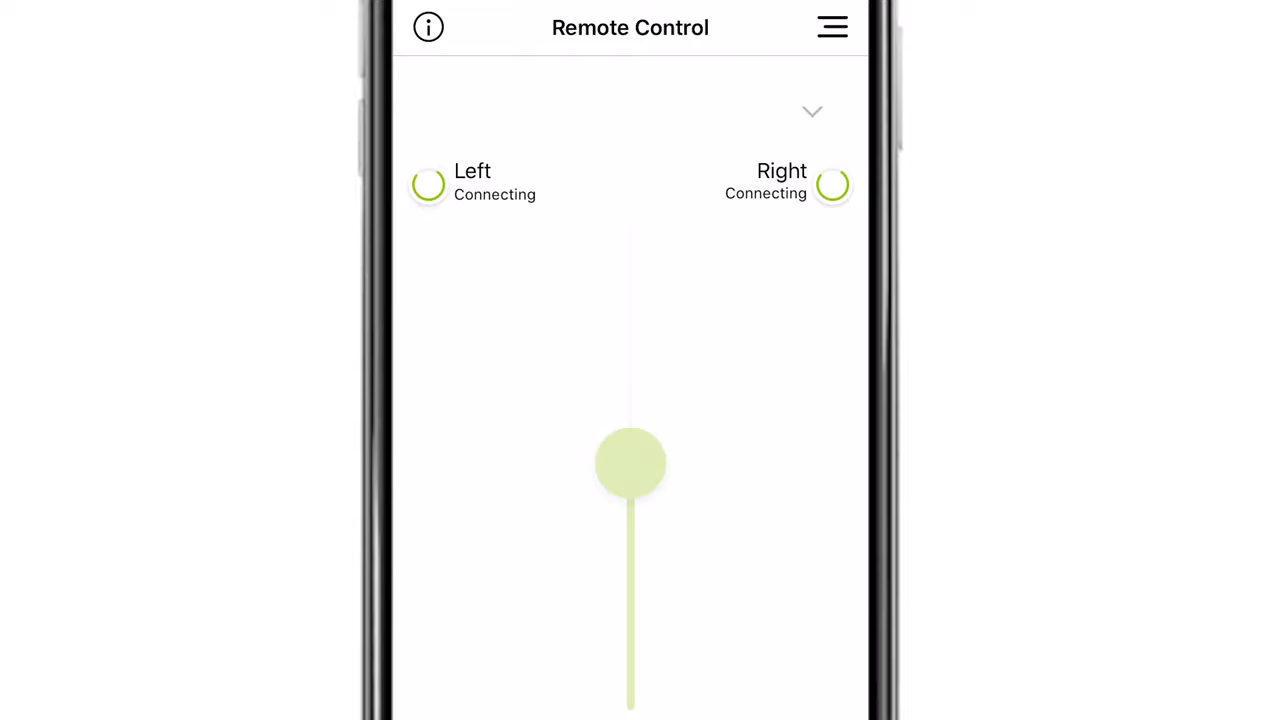 Remote Control
Left
Right
Connecting
Connecting